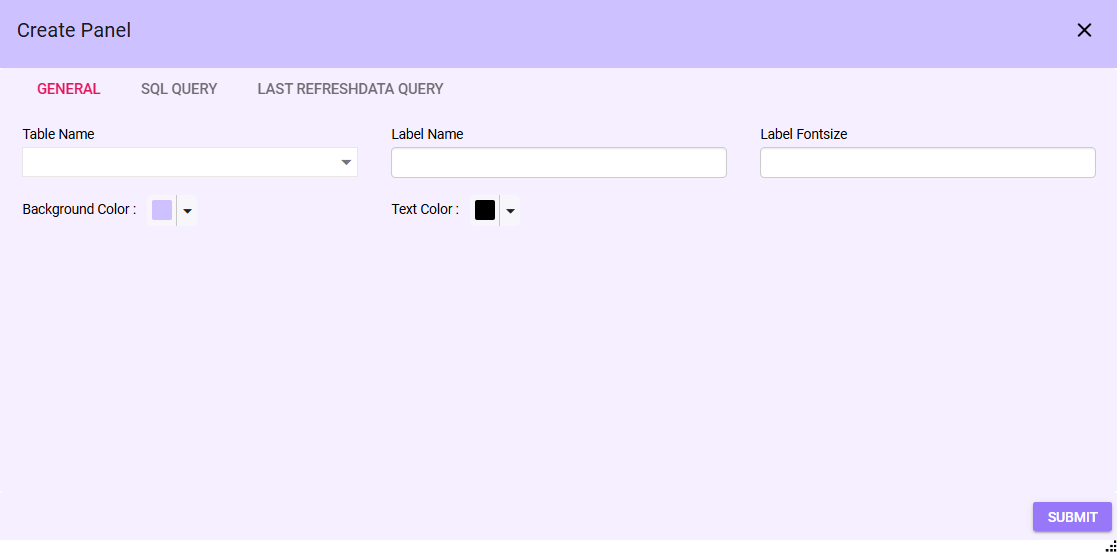 Create Panel
GENERAL SQL QUERY LAST REFRESHDATA QUERY
Table Name Label Name Label Fontsize
Background Color : Text Color :
SUBMIT